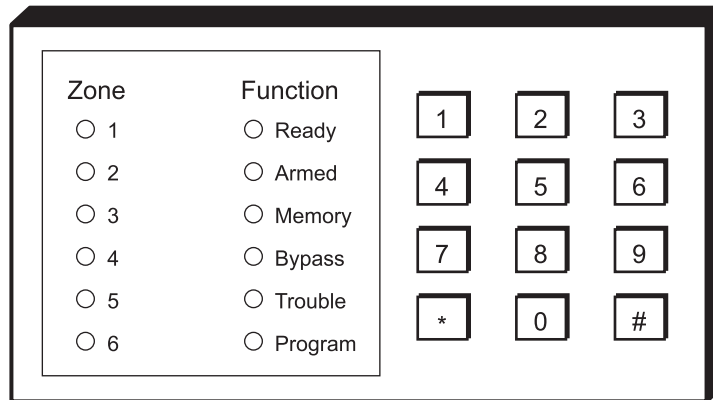 Zone Function
1 Ready
2 Armed
3 Memory
4 Bypass
5 Trouble
6 Program
1 2 3
4 5 6
7 8 9
* 0 #